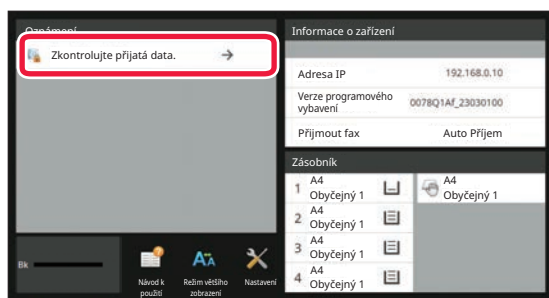 Oznámení
Zkontrolujte přijatá data.
Informace o zařízení
Adresa IP 192.168.0.10
Verze programového
vybavení
0078Q1Af_23030100
Přijmout fax Auto Příjem
Zásobník
1 A4
Obyčejný 1
A4
Obyčejný 1
2 A4
Obyčejný 1
3 A4
Obyčejný 1
4 A4
Obyčejný 1
Bk
Návod k
použití
Režim většího
zobrazení
Nastavení